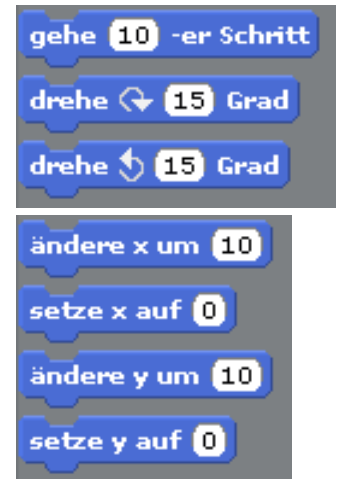 gehe 10 -er Schritt
drehe 15 Grad
drehe 15 Grad
ändere x um 10
setze x auf 0
ändere y um 10
setze y auf 0